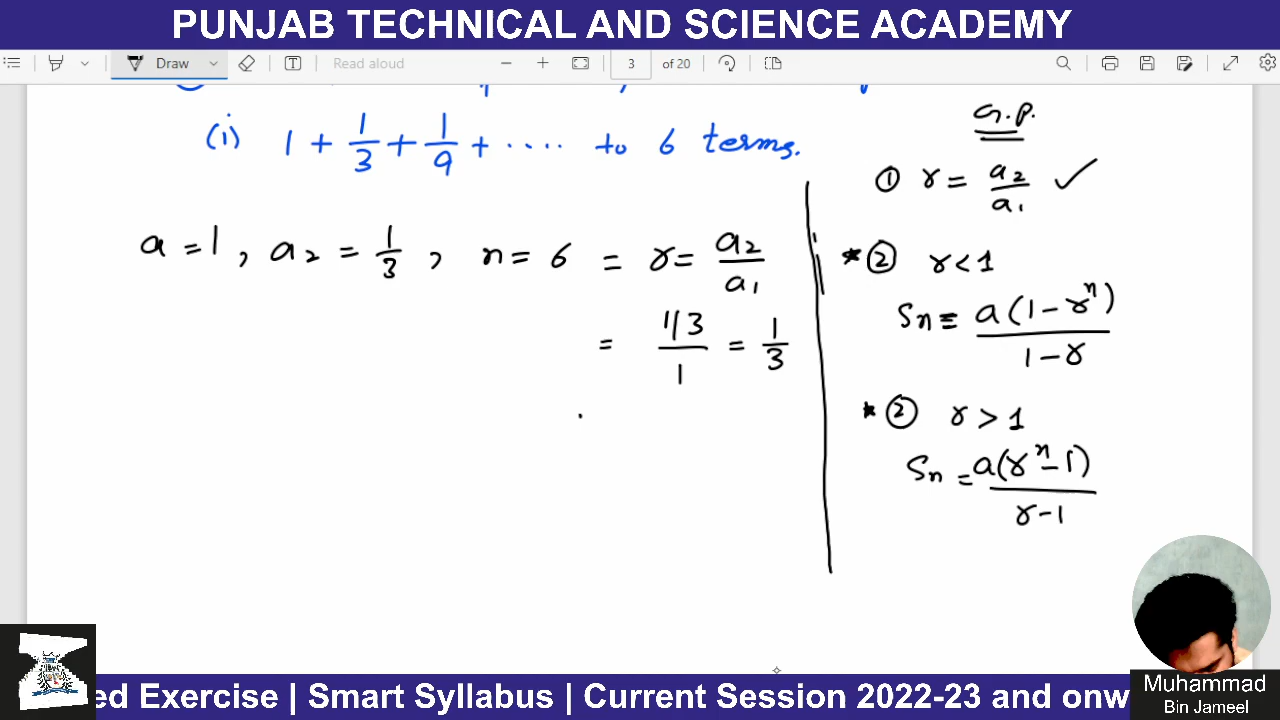 PUNJAB TECHNICAL AND SCIENCE ACADEMY
Draw
Read aloud
3 of 20
(i) 1 + 1/3 + 1/9 + .... to 6 terms.
a = 1, a2 = 1/3, n = 6 = r = a2/a1
= 1/3/1 = 1/3
G.P.
① r = a2/a1 ✓
*② r < 1
Sn = a(1 - r^n)/1 - r
*② r > 1
Sn = a(r^n - 1)/r - 1
ed Exercise | Smart Syllabus | Current Session 2022-23 and onw
Muhammad
Bin Jameel